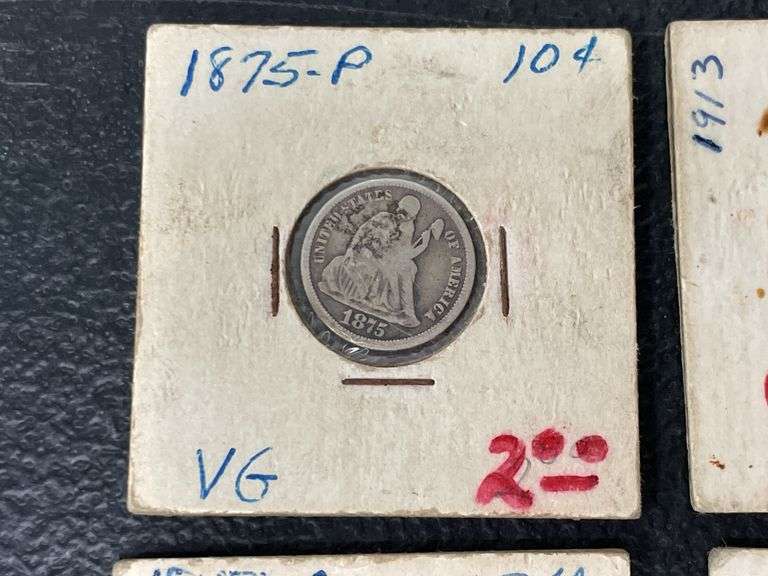 1875-P 10¢
UNITED STATES OF AMERICA
1875
VG 2.00
1913